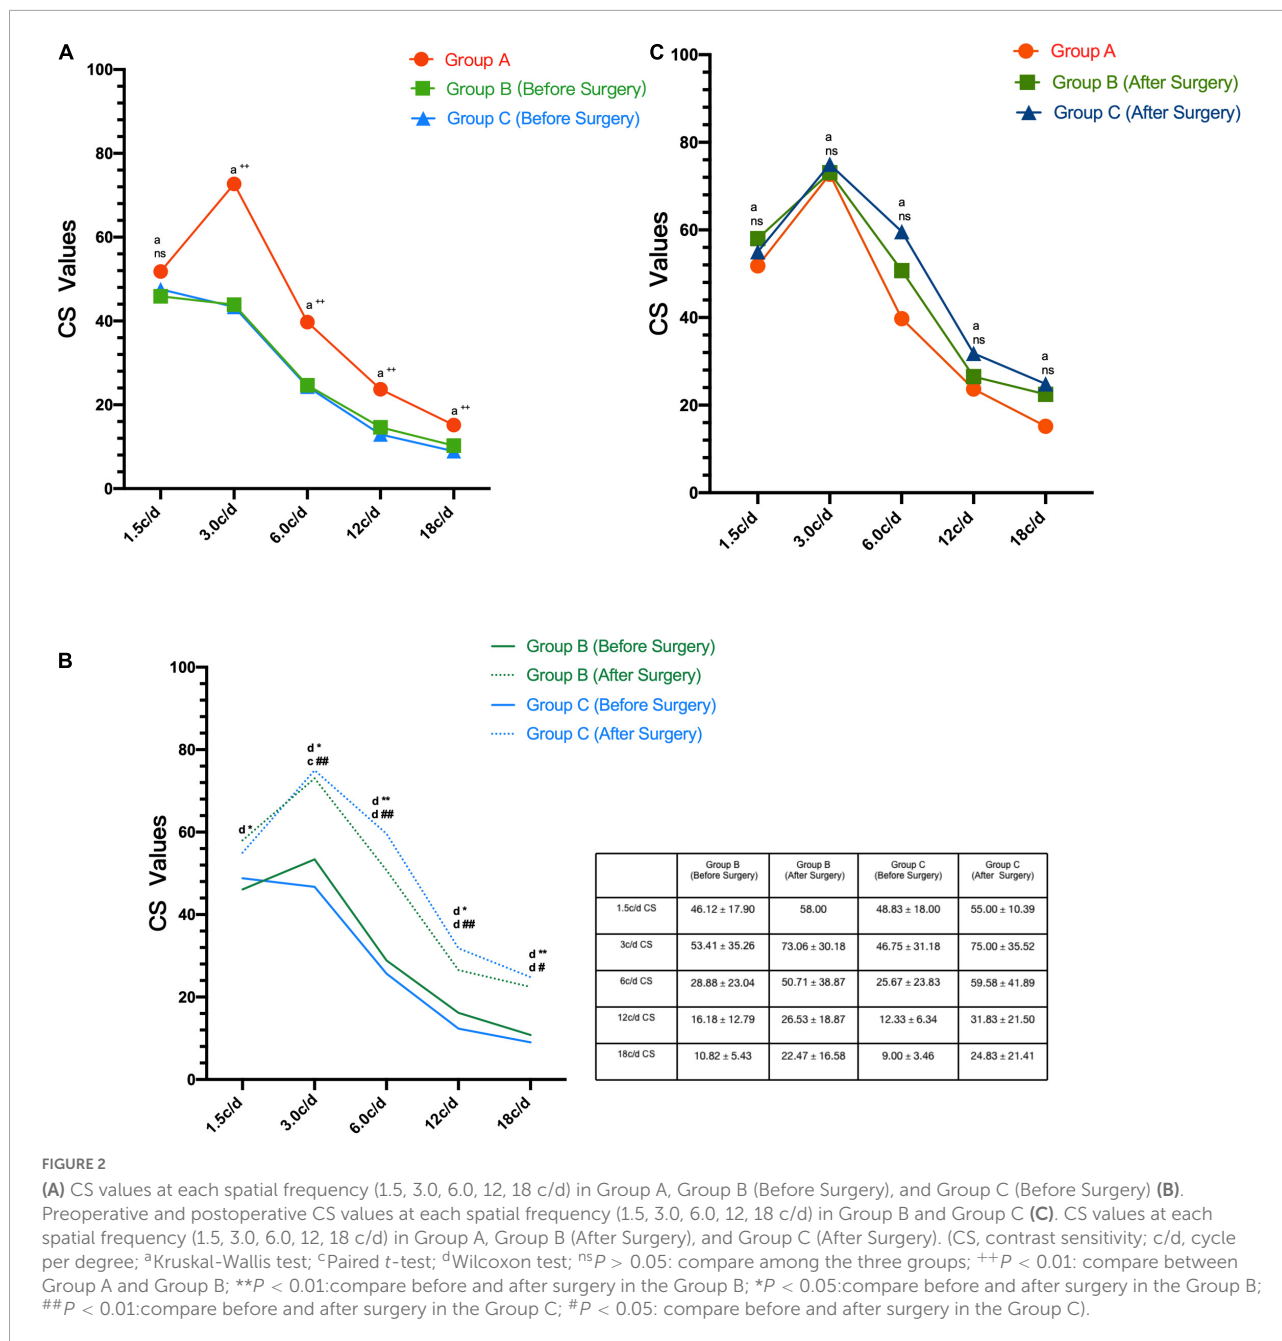 A
Group A
Group B (Before Surgery)
Group C (Before Surgery)
100
80
60
40
20
0
CS Values
a
ns
a ++
a ++
a ++
a ++
1.5c/d
3.0c/d
6.0c/d
12c/d
18c/d
C
Group A
Group B (After Surgery)
Group C (After Surgery)
100
80
60
40
20
0
CS Values
a
ns
a
ns
a
ns
a
ns
a
ns
1.5c/d
3.0c/d
6.0c/d
12c/d
18c/d
B
Group B (Before Surgery)
Group B (After Surgery)
Group C (Before Surgery)
Group C (After Surgery)
100
80
60
40
20
0
CS Values
d *
d *
c ##
d **
d ##
d *
d ##
d **
d #
1.5c/d
3.0c/d
6.0c/d
12c/d
18c/d
Group B (Before Surgery) Group B (After Surgery) Group C (Before Surgery) Group C (After Surgery)
1.5c/d CS 46.12 ± 17.90 58.00 48.83 ± 18.00 55.00 ± 10.39
3c/d CS 53.41 ± 35.26 73.06 ± 30.18 46.75 ± 31.18 75.00 ± 35.52
6c/d CS 28.88 ± 23.04 50.71 ± 38.87 25.67 ± 23.83 59.58 ± 41.89
12c/d CS 16.18 ± 12.79 26.53 ± 18.87 12.33 ± 6.34 31.83 ± 21.50
18c/d CS 10.82 ± 5.43 22.47 ± 16.58 9.00 ± 3.46 24.83 ± 21.41
FIGURE 2
(A) CS values at each spatial frequency (1.5, 3.0, 6.0, 12, 18 c/d) in Group A, Group B (Before Surgery), and Group C (Before Surgery) (B).
Preoperative and postoperative CS values at each spatial frequency (1.5, 3.0, 6.0, 12, 18 c/d) in Group B and Group C (C). CS values at each
spatial frequency (1.5, 3.0, 6.0, 12, 18 c/d) in Group A, Group B (After Surgery), and Group C (After Surgery). (CS, contrast sensitivity; c/d, cycle
per degree; aKruskal-Wallis test; cPaired t-test; dWilcoxon test; nsP > 0.05: compare among the three groups; ++P < 0.01: compare between
Group A and Group B; **P < 0.01:compare before and after surgery in the Group B; *P < 0.05:compare before and after surgery in the Group B;
##P < 0.01:compare before and after surgery in the Group C; #P < 0.05: compare before and after surgery in the Group C).